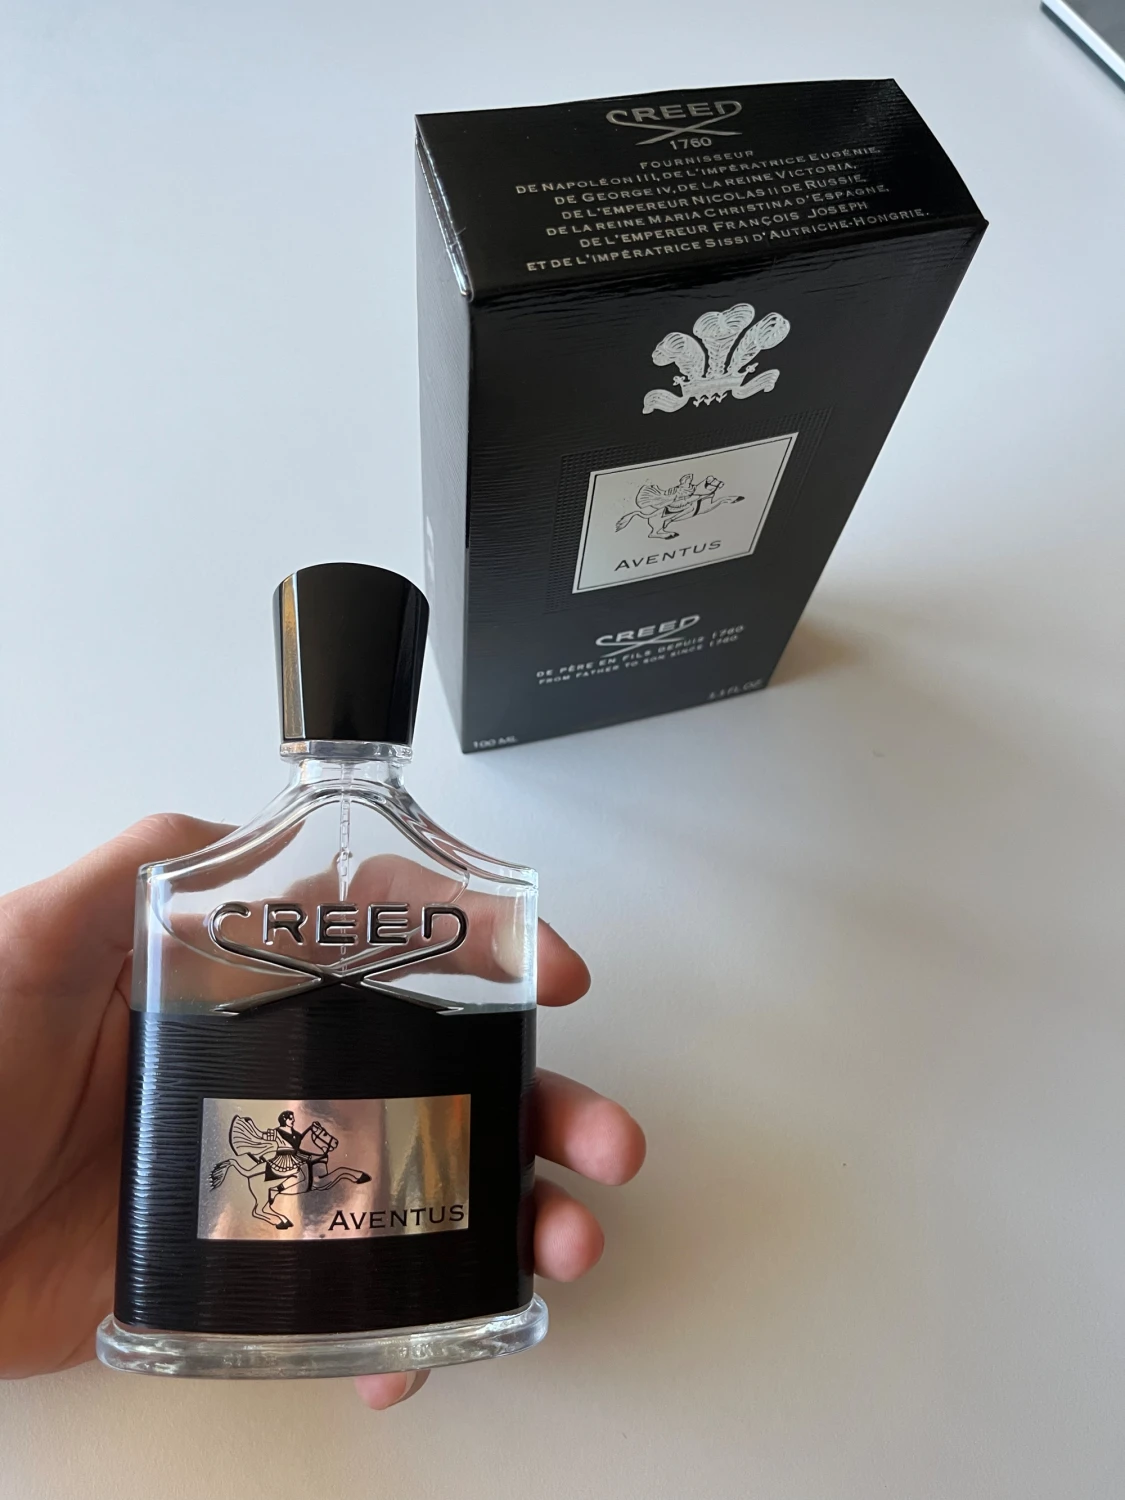 CREED
1760
FOURNISSEUR
DE NAPOLÉON III, DE L'IMPÉRATRICE EUGÉNIE,
DE GEORGE IV, DE LA REINE VICTORIA,
DE L'EMPEREUR NICOLAS II DE RUSSIE,
DE LA REINE MARIA CHRISTINA D'ESPAGNE,
DE L'EMPEREUR FRANÇOIS JOSEPH
ET DE L'IMPÉRATRICE SISSI D'AUTRICHE-HONGRIE.
AVENTUS
CREED
DE PÈRE EN FILS DEPUIS 1760
FROM FATHER TO SON SINCE 1760
100 ML
3.3 FL.OZ
CREED
AVENTUS